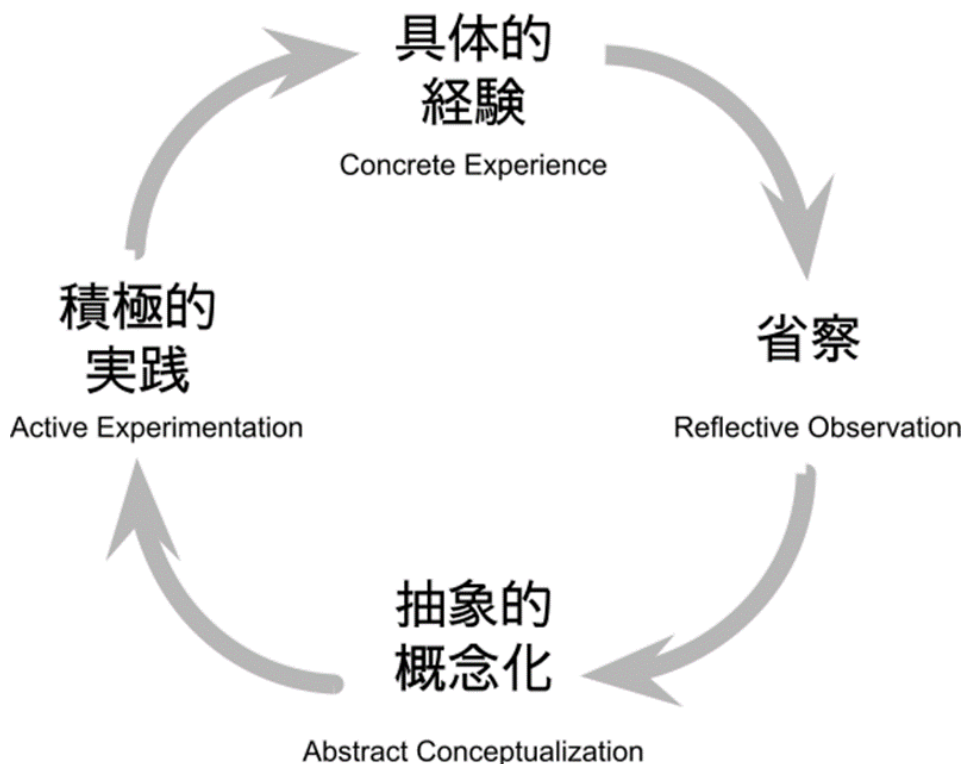 具体的
経験
Concrete Experience
積極的
実践
Active Experimentation
省察
Reflective Observation
抽象的
概念化
Abstract Conceptualization